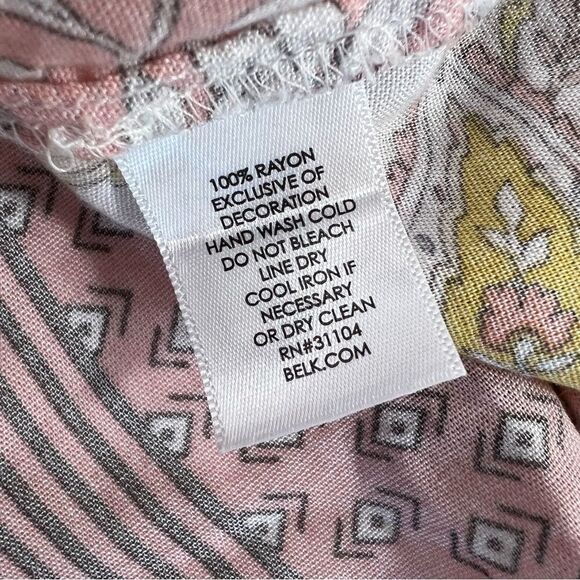 100% RAYON
EXCLUSIVE OF
DECORATION
HAND WASH COLD
DO NOT BLEACH
LINE DRY
COOL IRON IF
NECESSARY
OR DRY CLEAN
RN#31104
BELK.COM